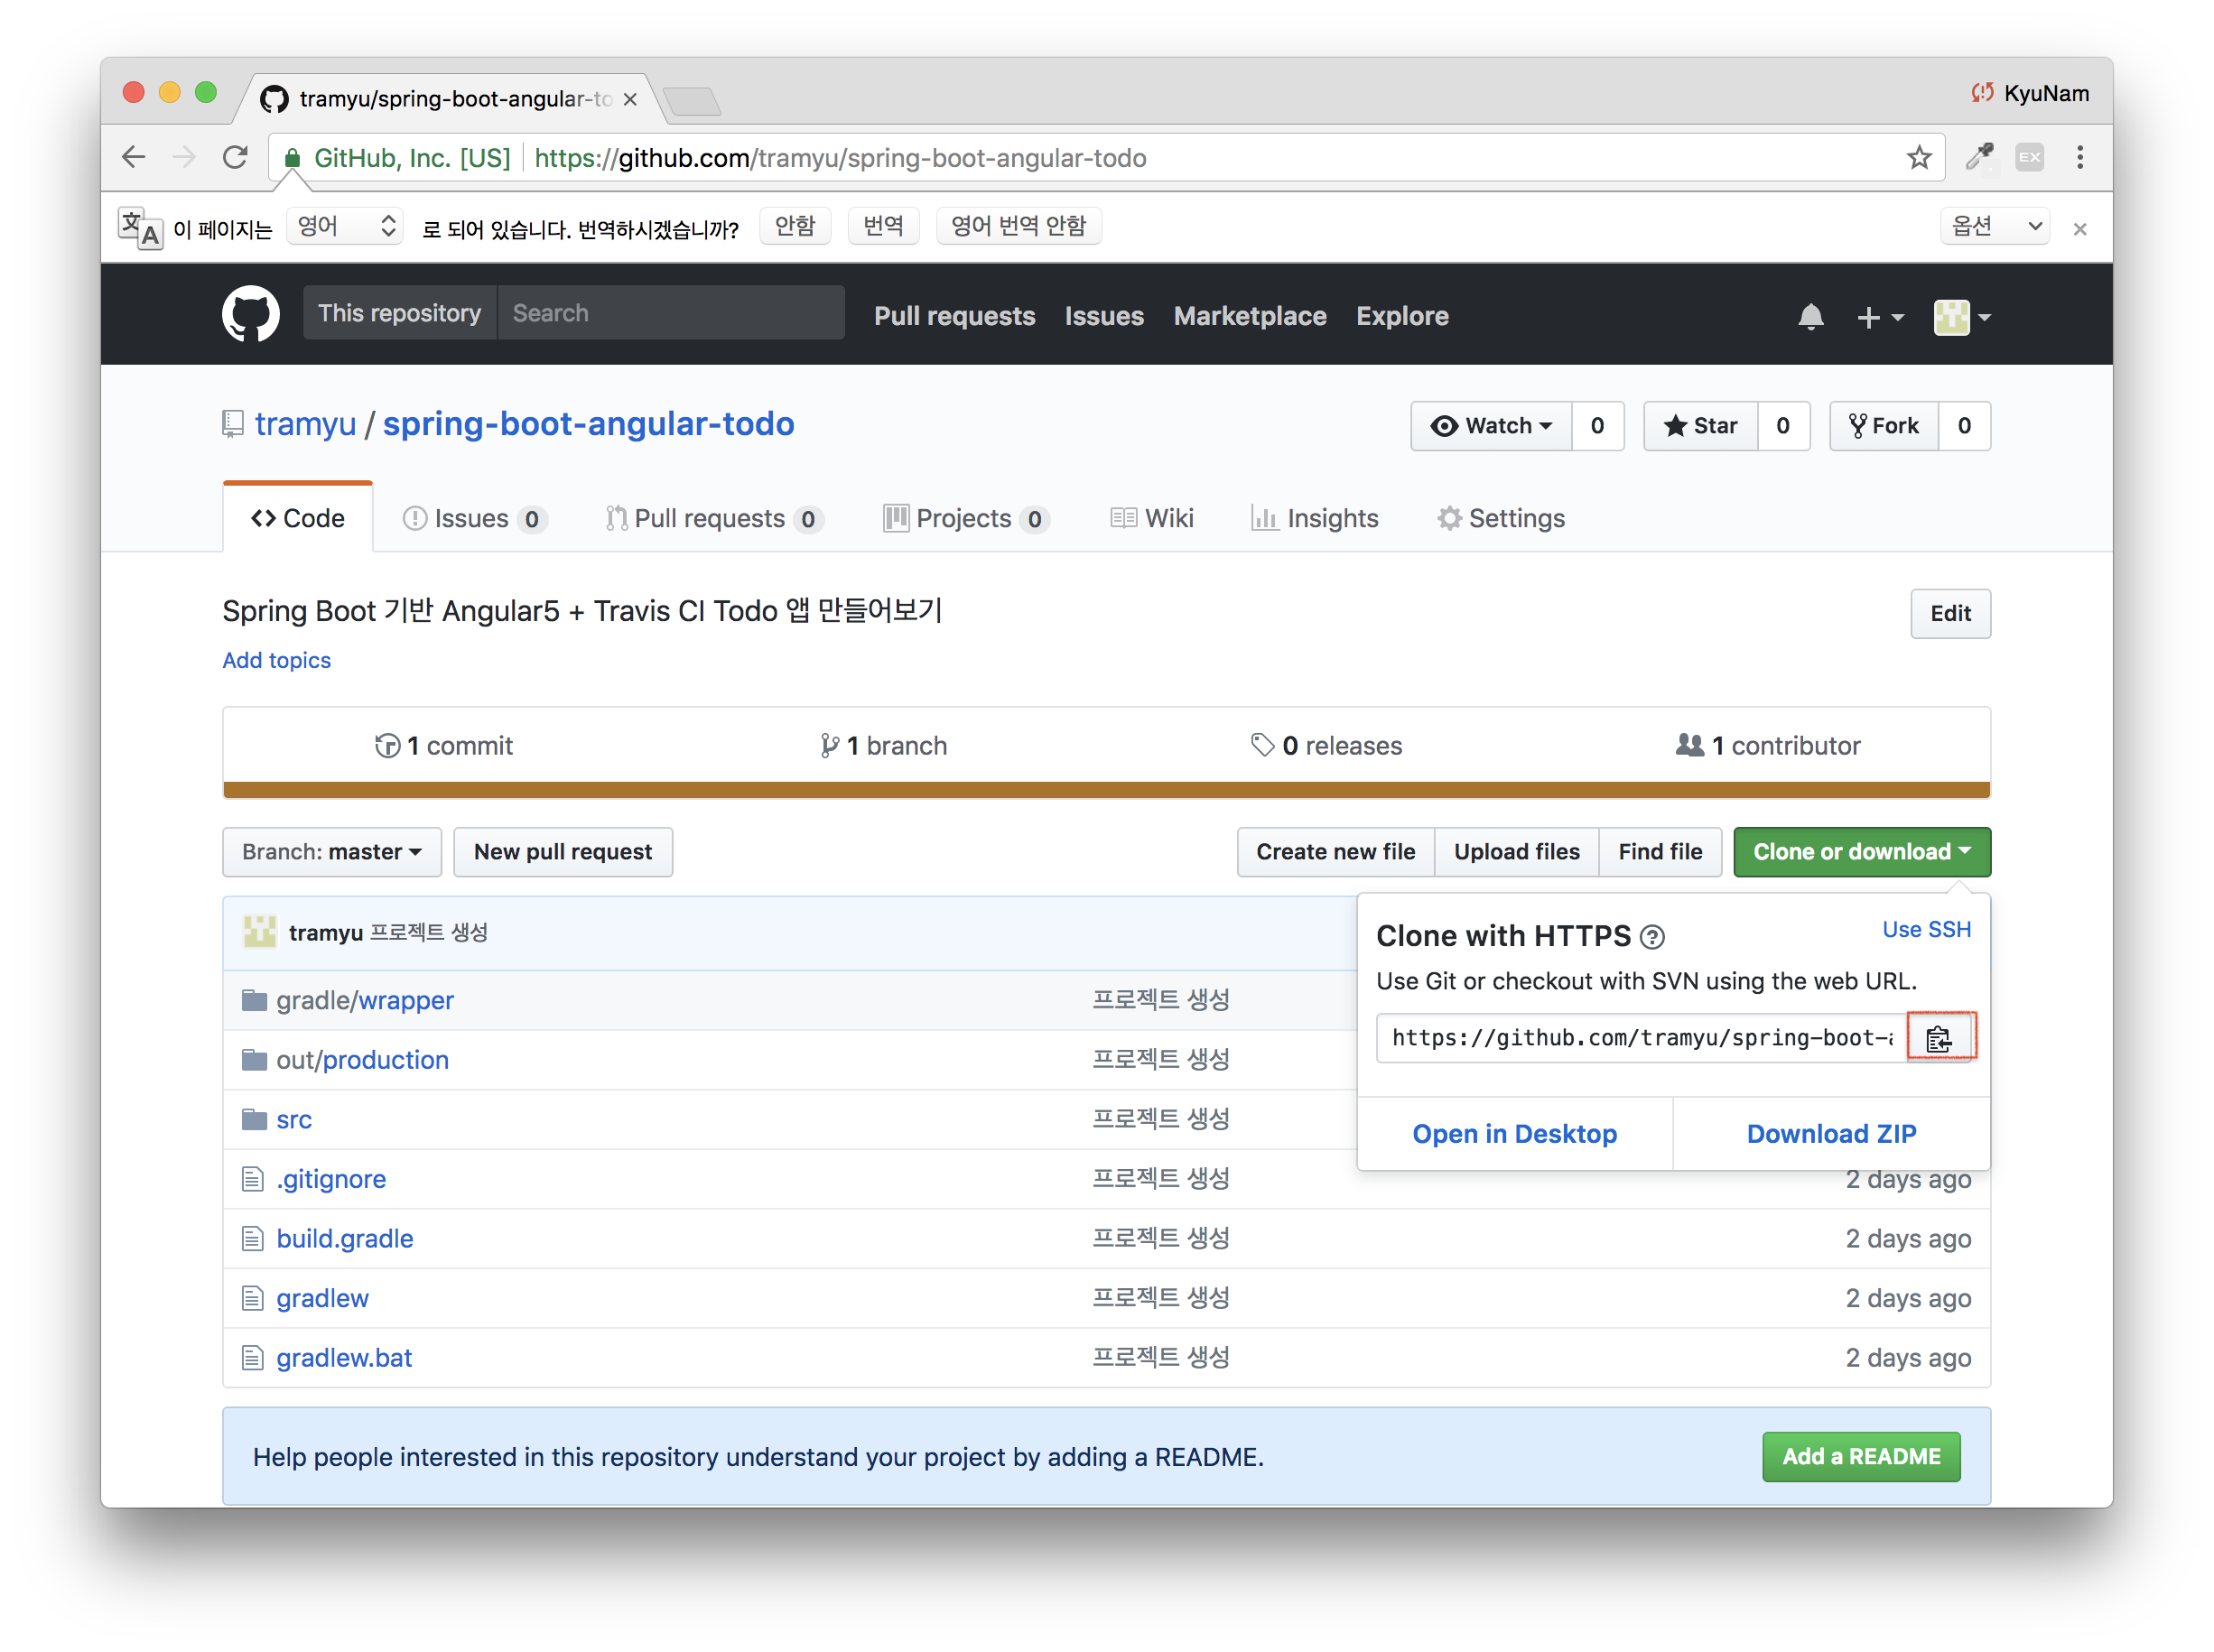 tramyu/spring-boot-angular-to
KyuNam
GitHub, Inc. [US] https://github.com/tramyu/spring-boot-angular-todo
EX
文 A 이 페이지는 영어 로 되어 있습니다. 번역하시겠습니까? 안함 번역 영어 번역 안함 옵션
This repository Search Pull requests Issues Marketplace Explore
tramyu / spring-boot-angular-todo Watch 0 Star 0 Fork 0
Code Issues 0 Pull requests 0 Projects 0 Wiki Insights Settings
Spring Boot 기반 Angular5 + Travis CI Todo 앱 만들어보기 Edit
Add topics
1 commit 1 branch 0 releases 1 contributor
Branch: master New pull request Create new file Upload files Find file Clone or download
tramyu 프로젝트 생성
Clone with HTTPS Use SSH
Use Git or checkout with SVN using the web URL.
https://github.com/tramyu/spring-boot-a
Open in Desktop Download ZIP
gradle/wrapper 프로젝트 생성
out/production 프로젝트 생성
src 프로젝트 생성
.gitignore 프로젝트 생성 2 days ago
build.gradle 프로젝트 생성 2 days ago
gradlew 프로젝트 생성 2 days ago
gradlew.bat 프로젝트 생성 2 days ago
Help people interested in this repository understand your project by adding a README. Add a README